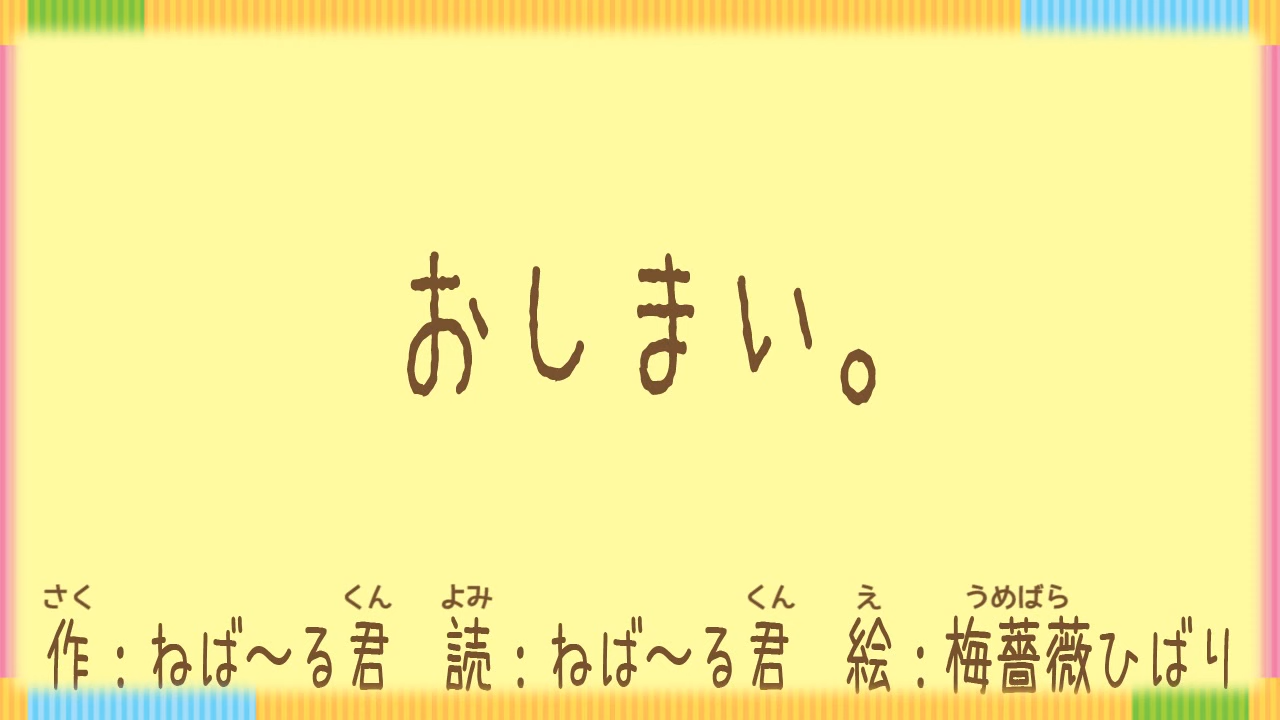 おしまい。
さく くん よみ くん え うめばら
作：ねば〜る君 読：ねば〜る君 絵：梅薔薇ひばり